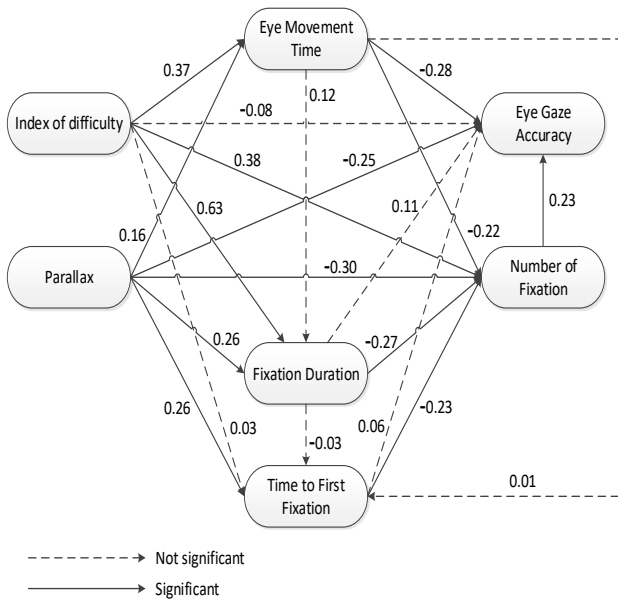 Eye Movement
Time
0.37
-0.28
0.12
Index of difficulty
-0.08
Eye Gaze
Accuracy
0.38
-0.25
0.63
0.11
0.23
0.16
-0.22
Parallax
-0.30
Number of
Fixation
0.26
-0.27
Fixation Duration
0.26
-0.23
0.03
-0.03
0.06
Time to First
Fixation
0.01
Not significant
Significant